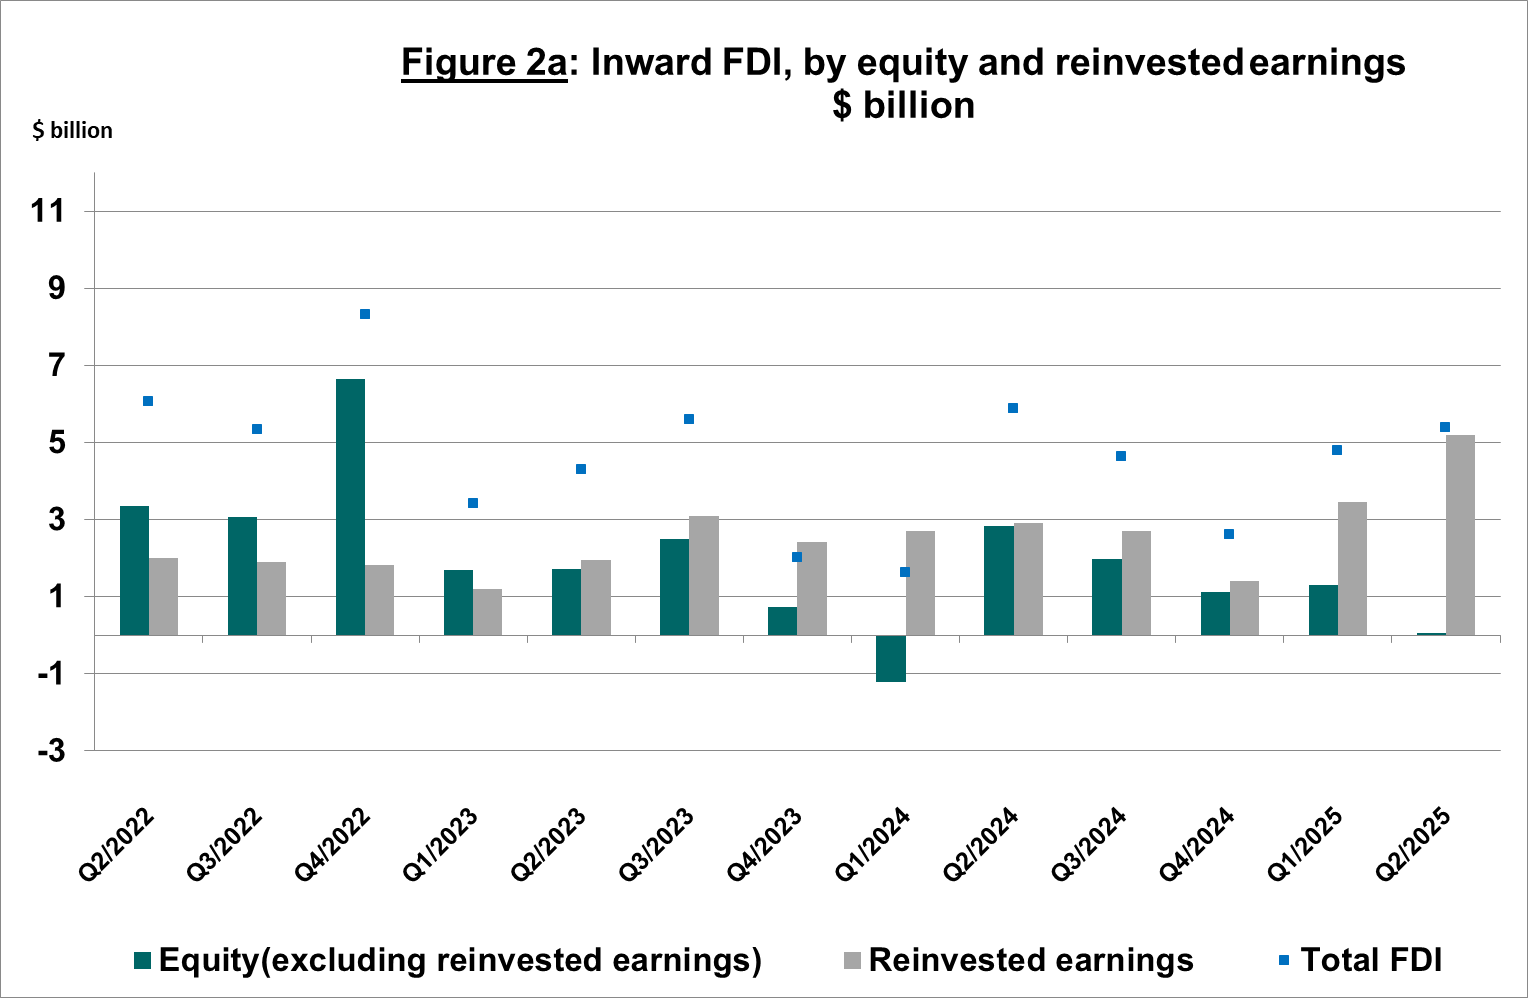 Figure 2a: Inward FDI, by equity and reinvested earnings
$ billion
$ billion
11
9
7
5
3
1
-1
-3
Q2/2022
Q3/2022
Q4/2022
Q1/2023
Q2/2023
Q3/2023
Q4/2023
Q1/2024
Q2/2024
Q3/2024
Q4/2024
Q1/2025
Q2/2025
Equity(excluding reinvested earnings)
Reinvested earnings
Total FDI